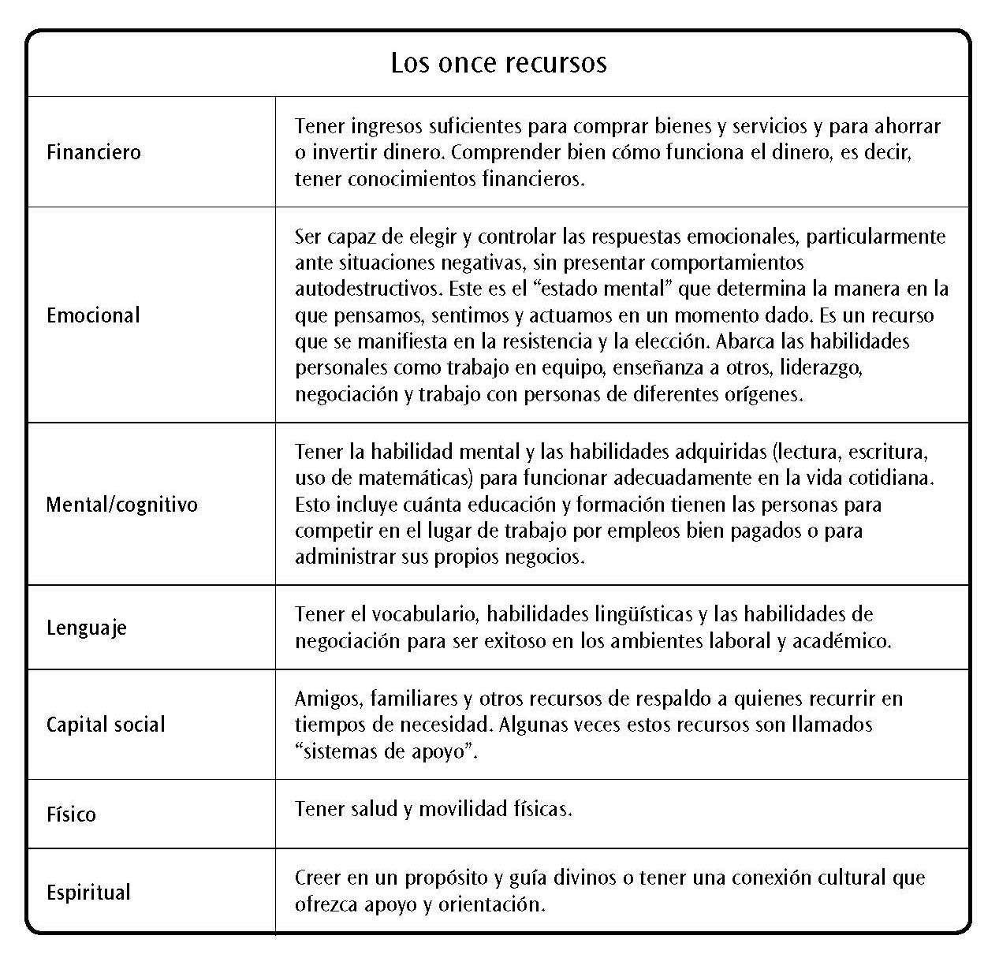 Los once recursos
Financiero
Tener ingresos suficientes para comprar bienes y servicios y para ahorrar
o invertir dinero. Comprender bien cómo funciona el dinero, es decir,
tener conocimientos financieros.
Emocional
Ser capaz de elegir y controlar las respuestas emocionales, particularmente
ante situaciones negativas, sin presentar comportamientos
autodestructivos. Este es el “estado mental” que determina la manera en la
que pensamos, sentimos y actuamos en un momento dado. Es un recurso
que se manifiesta en la resistencia y la elección. Abarca las habilidades
personales como trabajo en equipo, enseñanza a otros, liderazgo,
negociación y trabajo con personas de diferentes orígenes.
Mental/cognitivo
Tener la habilidad mental y las habilidades adquiridas (lectura, escritura,
uso de matemáticas) para funcionar adecuadamente en la vida cotidiana.
Esto incluye cuánta educación y formación tienen las personas para
competir en el lugar de trabajo por empleos bien pagados o para
administrar sus propios negocios.
Lenguaje
Tener el vocabulario, habilidades lingüísticas y las habilidades de
negociación para ser exitoso en los ambientes laboral y académico.
Capital social
Amigos, familiares y otros recursos de respaldo a quienes recurrir en
tiempos de necesidad. Algunas veces estos recursos son llamados
“sistemas de apoyo”.
Físico
Tener salud y movilidad físicas.
Espiritual
Creer en un propósito y guía divinos o tener una conexión cultural que
ofrezca apoyo y orientación.